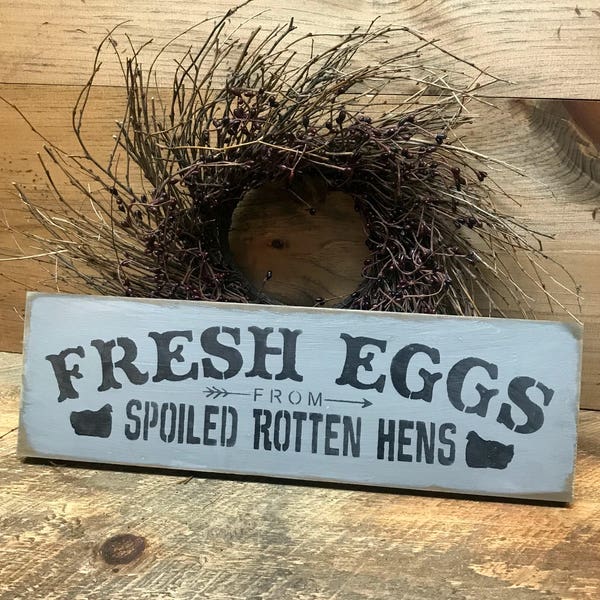 FRESH EGGS
FROM
SPOILED ROTTEN HENS